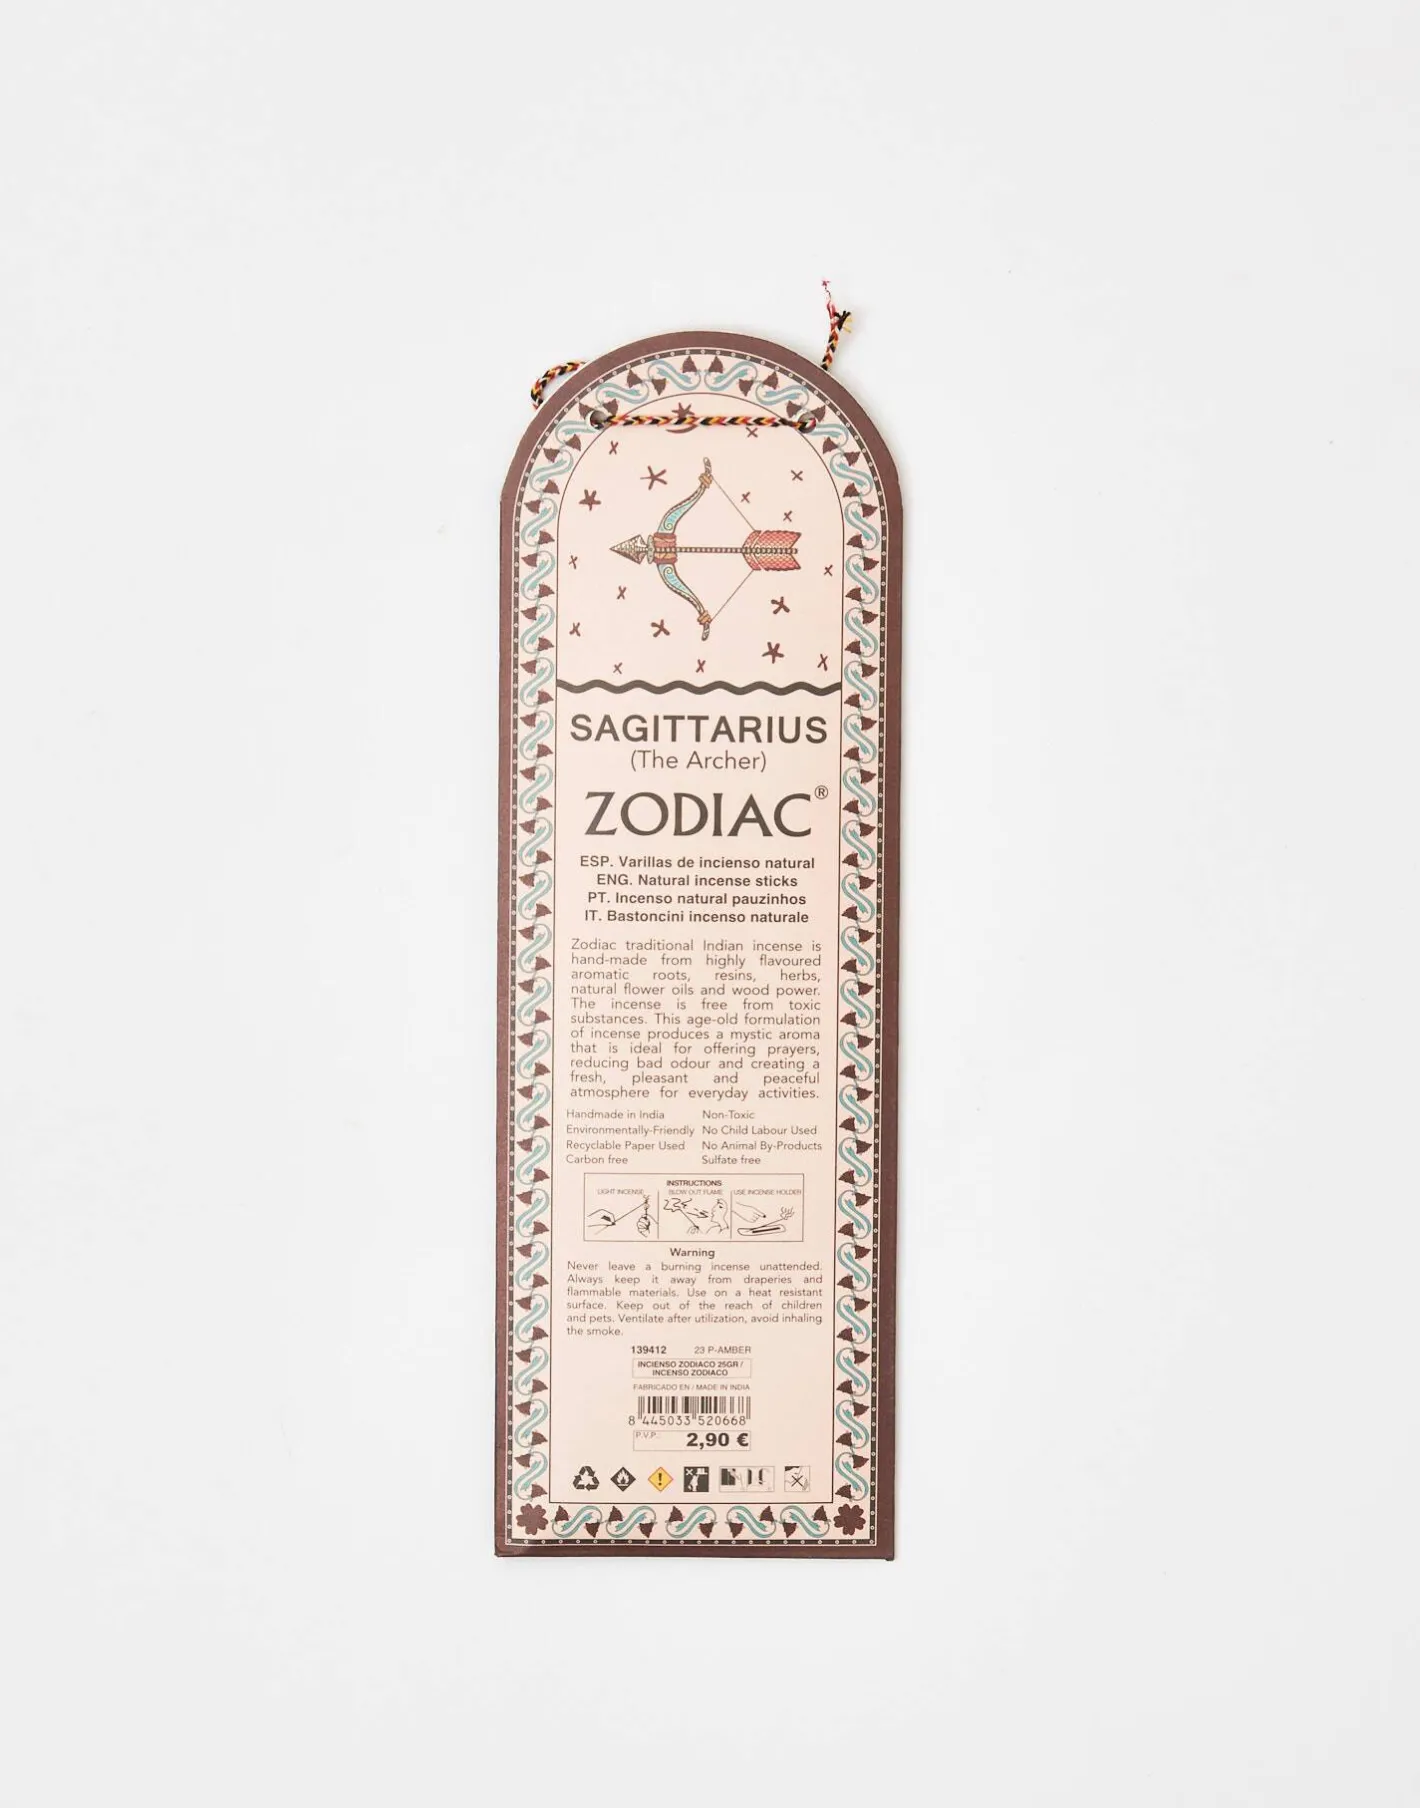 SAGITTARIUS
(The Archer)
ZODIAC®
ESP. Varillas de incienso natural
ENG. Natural incense sticks
PT. Incenso natural pauzinhos
IT. Bastoncini incenso naturale
Zodiac traditional Indian incense is
hand-made from highly flavoured
aromatic roots, resins, herbs,
natural flower oils and wood power.
The incense is free from toxic
substances. This age-old formulation
of incense produces a mystic aroma
that is ideal for offering prayers,
reducing bad odour and creating a
fresh, pleasant and peaceful
atmosphere for everyday activities.
Handmade in India Non-Toxic
Environmentally-Friendly No Child Labour Used
Recyclable Paper Used No Animal By-Products
Carbon free Sulfate free
INSTRUCTIONS
LIGHT INCENSE BLOW OUT FLAME USE INCENSE HOLDER
Warning
Never leave a burning incense unattended.
Always keep it away from draperies and
flammable materials. Use on a heat resistant
surface. Keep out of the reach of children
and pets. Ventilate after utilization, avoid inhaling
the smoke.
139412 23 P-AMBER
INCIENSO ZODIACO 25GR /
INCENSO ZODIACO
FABRICADO EN / MADE IN INDIA
8 445033 520668
P.V.P.: 2,90 €